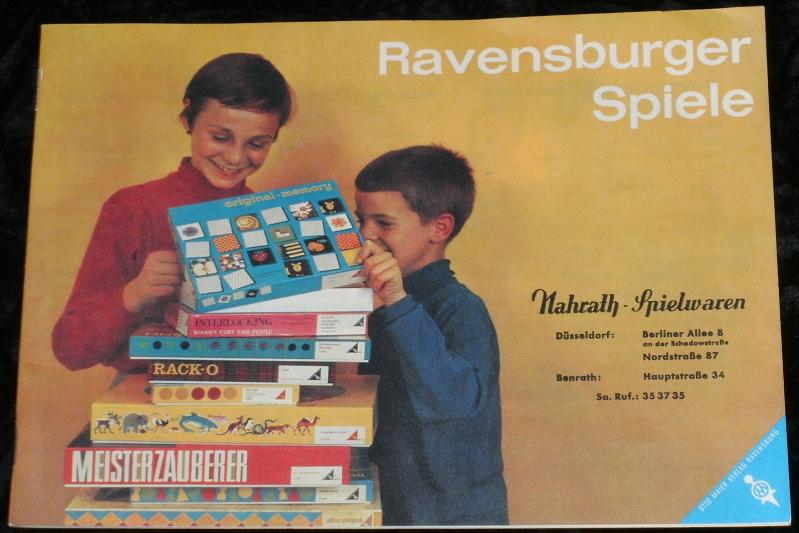 Ravensburger
Spiele
original-memory
INTERLOCKING
WOODEN FAIRY TALE PUZZLE
RACK-O
MEISTERZAUBERER
Nahrath-Spielwaren
Düsseldorf: Berliner Allee 8
an der Schadowstraße
Nordstraße 87
Benrath: Hauptstraße 34
Sa. Ruf.: 35 37 35
OTTO MAIER VERLAG RAVENSBURG